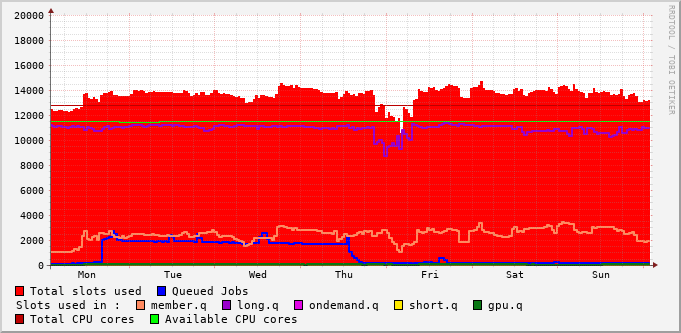 RRDTOOL / TOBI OETIKER
20000
18000
16000
14000
12000
10000
8000
6000
4000
2000
0
Mon Tue Wed Thu Fri Sat Sun
Total slots used Queued Jobs
Slots used in : member.q long.q ondemand.q short.q gpu.q
Total CPU cores Available CPU cores